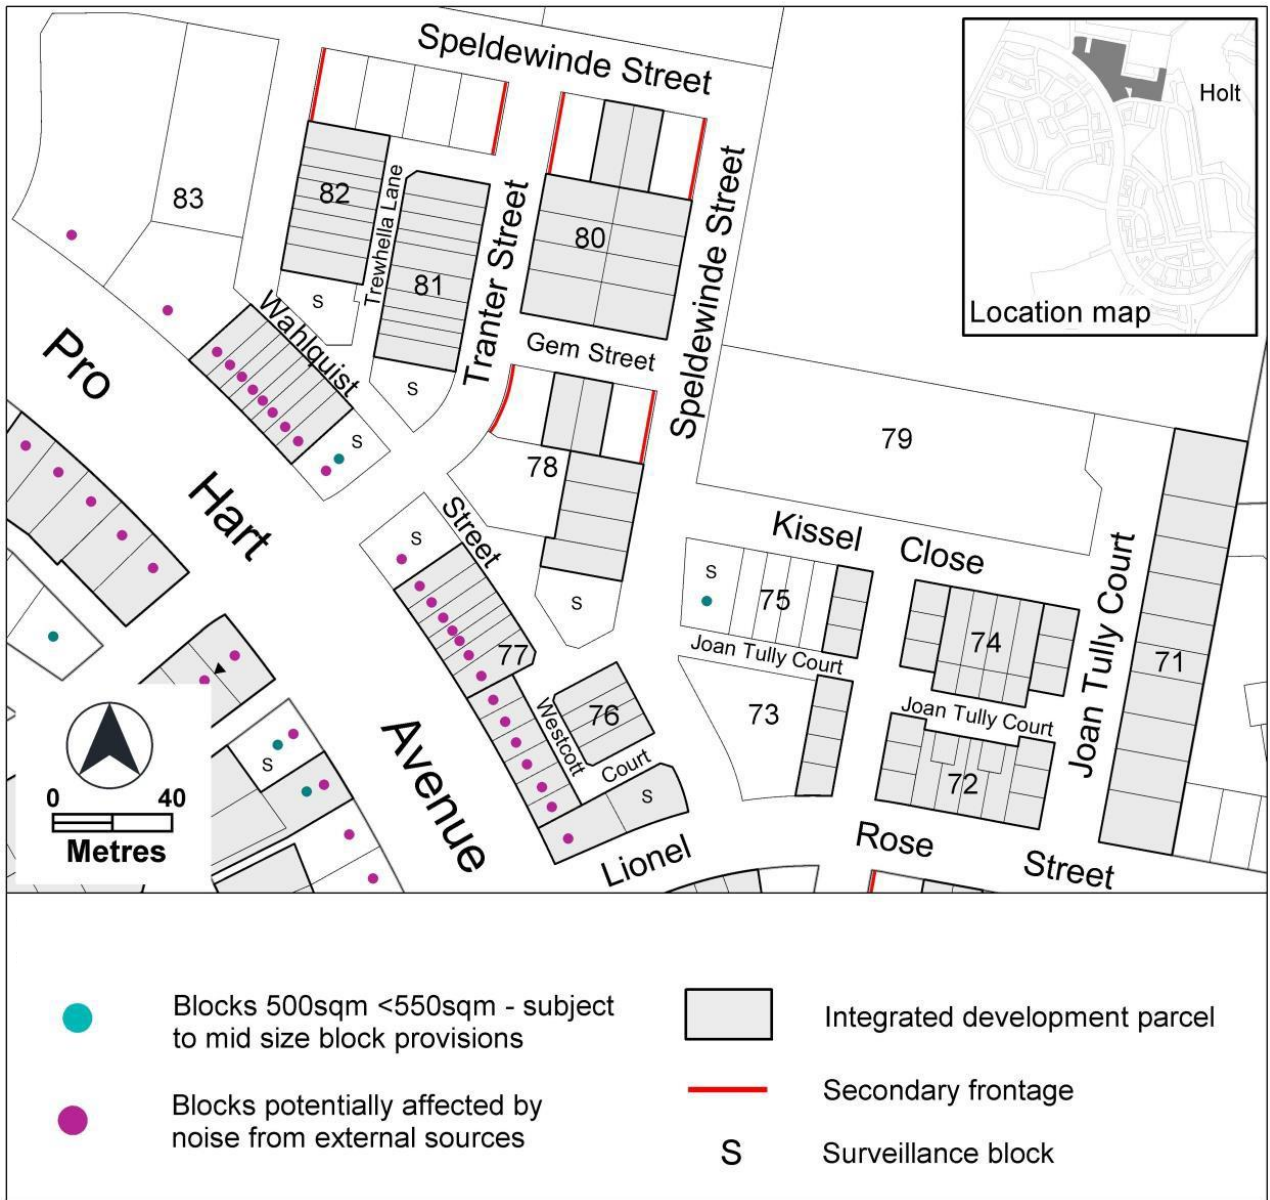 Speldewinde Street
Holt
Location map
83
82
Trewhella Lane
81
Tranter Street
80
Speldewinde Street
S
Wahlquist
S
S
Gem Street
Pro
Hart
Avenue
78
79
Street
S
Kissel Close
S
75
S
77
74
Joan Tully Court
Joan Tully Court
71
76
Westcott
Court
73
Joan Tully Court
72
S
S
Lionel
Rose
Street
0 40
Metres
Blocks 500sqm <550sqm - subject
to mid size block provisions
Blocks potentially affected by
noise from external sources
Integrated development parcel
Secondary frontage
S Surveillance block